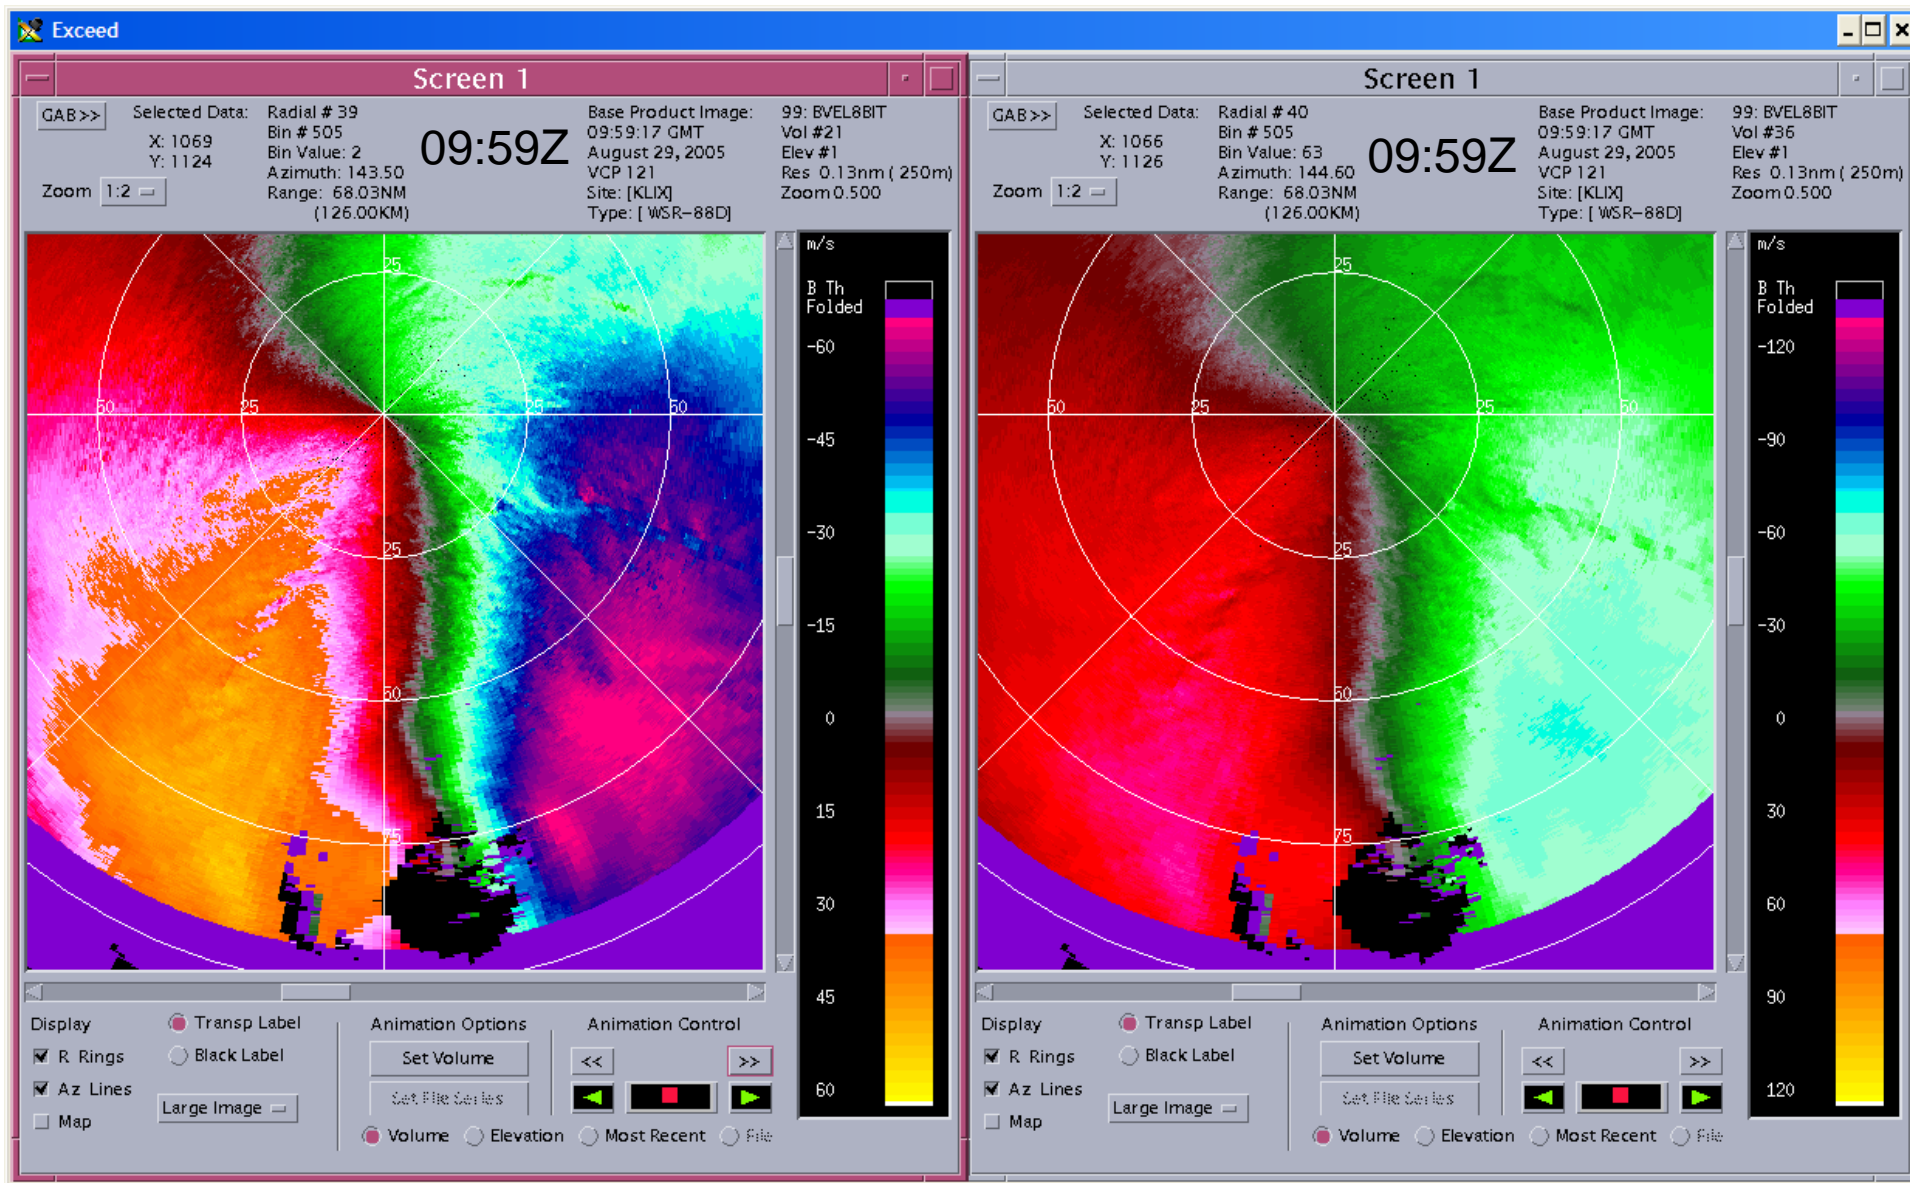 Exceed
Screen 1
GAB>>
Selected Data:
X: 1069
Y: 1124
Zoom 1:2
Radial # 39
Bin # 505
Bin Value: 2
Azimuth: 143.50
Range: 68.03NM
(126.00KM)
09:59Z
Base Product Image:
09:59:17 GMT
August 29, 2005
VCP 121
Site: [KLIX]
Type: [ WSR-88D]
99: BVEL8BIT
Vol #21
Elev #1
Res 0.13nm ( 250m)
Zoom 0.500
25
50 25 25 50
25
50
75
m/s
B Th
Folded
-60
-45
-30
-15
0
15
30
45
60
Display
R Rings
Az Lines
Map
Transp Label
Black Label
Large Image
Animation Options
Set Volume
Set File Series
Animation Control
<< >>
Volume Elevation Most Recent File
Screen 1
GAB>>
Selected Data:
X: 1066
Y: 1126
Zoom 1:2
Radial # 40
Bin # 505
Bin Value: 63
Azimuth: 144.60
Range: 68.03NM
(126.00KM)
09:59Z
Base Product Image:
09:59:17 GMT
August 29, 2005
VCP 121
Site: [KLIX]
Type: [ WSR-88D]
99: BVEL8BIT
Vol #36
Elev #1
Res 0.13nm ( 250m)
Zoom 0.500
25
50 25 25 50
25
50
75
m/s
B Th
Folded
-120
-90
-60
-30
0
30
60
90
120
Display
R Rings
Az Lines
Map
Transp Label
Black Label
Large Image
Animation Options
Set Volume
Set File Series
Animation Control
<< >>
Volume Elevation Most Recent File